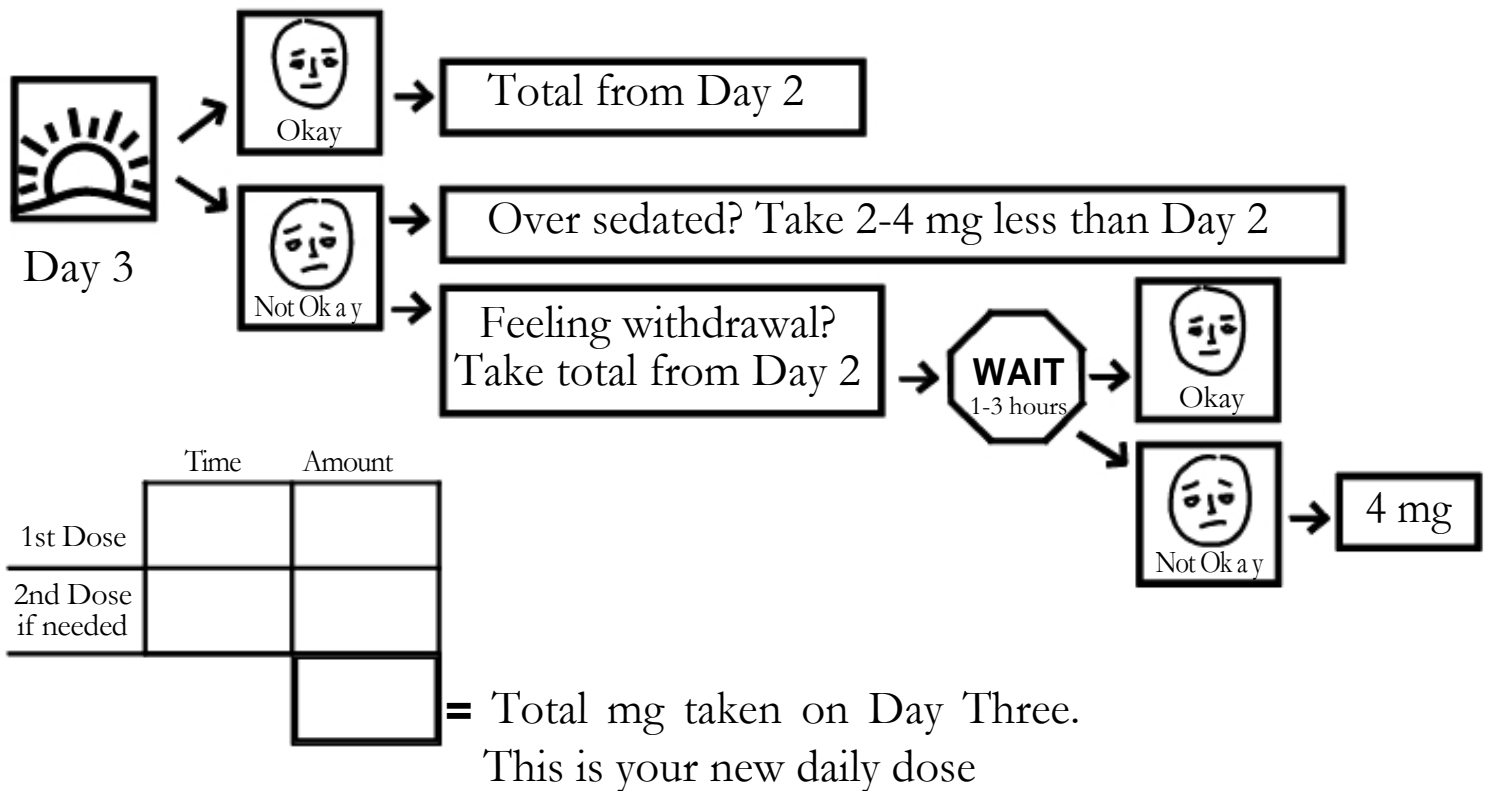 Day 3
Okay
Total from Day 2
Not Okay
Over sedated? Take 2-4 mg less than Day 2
Feeling withdrawal?
Take total from Day 2
WAIT
1-3 hours
Okay
Not Okay
4 mg
Time Amount
1st Dose
2nd Dose
if needed
= Total mg taken on Day Three.
This is your new daily dose